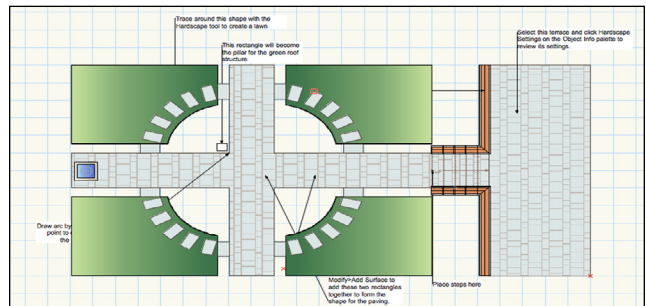 Trace around this shape with the
Hardscape tool to create a lawn
This rectangle will become
the pillar for the green roof
structure
Select this terrace and click Hardscape
Settings on the Object Info palette to
review its settings.
Draw arc by
point to
the
Modify>Add Surface to
add these two rectangles
together to form the
shape for the paving.
Place steps here